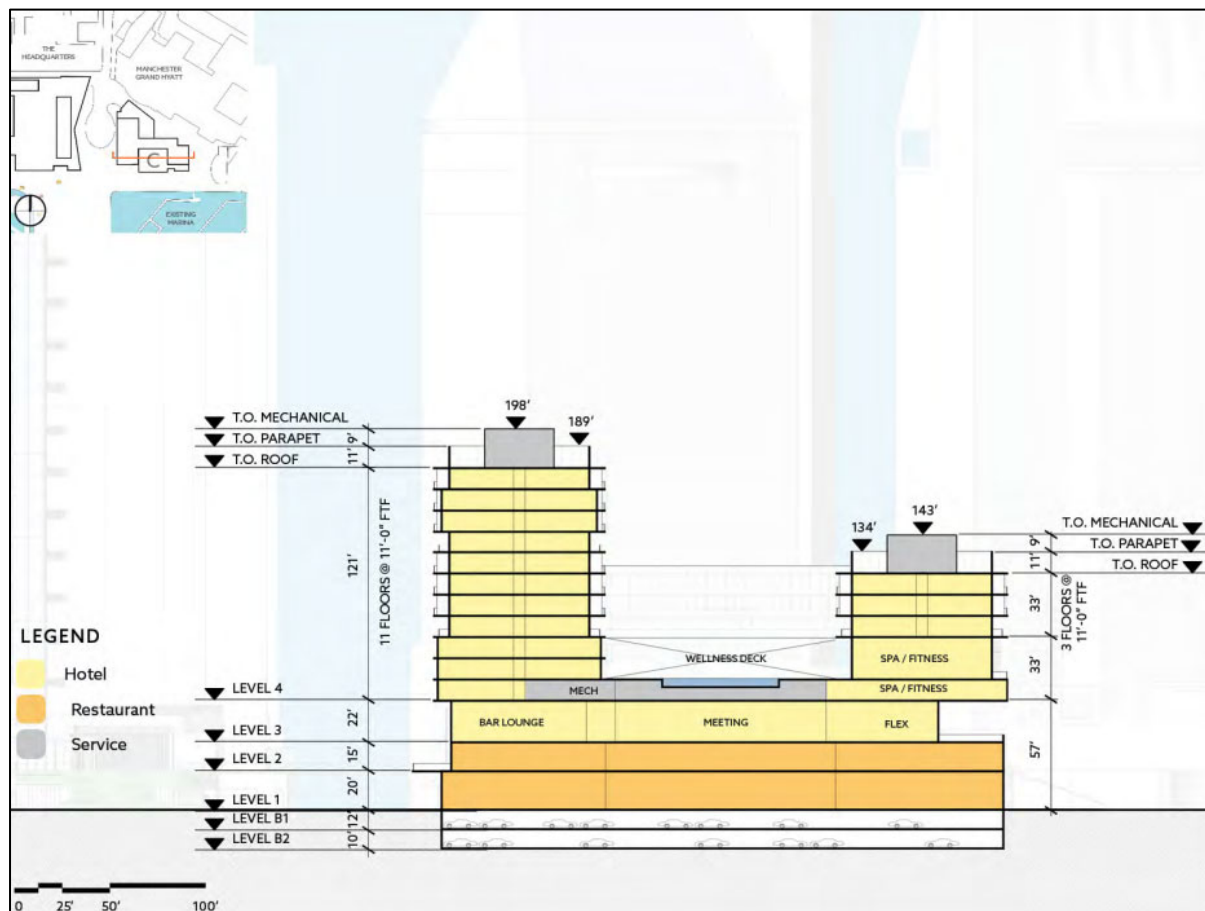 THE
HEADQUARTERS
MANCHESTER
GRAND HYATT
C
EXISTING
MARINA
198'
189'
T.O. MECHANICAL
T.O. PARAPET
T.O. ROOF
9'
11'
121'
11 FLOORS @ 11'-0" FTF
143'
134'
T.O. MECHANICAL
T.O. PARAPET
T.O. ROOF
9'
11'
33'
3 FLOORS @
11'-0" FTF
33'
57'
WELLNESS DECK
SPA / FITNESS
MECH
SPA / FITNESS
BAR LOUNGE
MEETING
FLEX
LEGEND
Hotel
Restaurant
Service
LEVEL 4
22'
LEVEL 3
15'
LEVEL 2
20'
LEVEL 1
LEVEL B1
12'
LEVEL B2
10'
0 25' 50' 100'